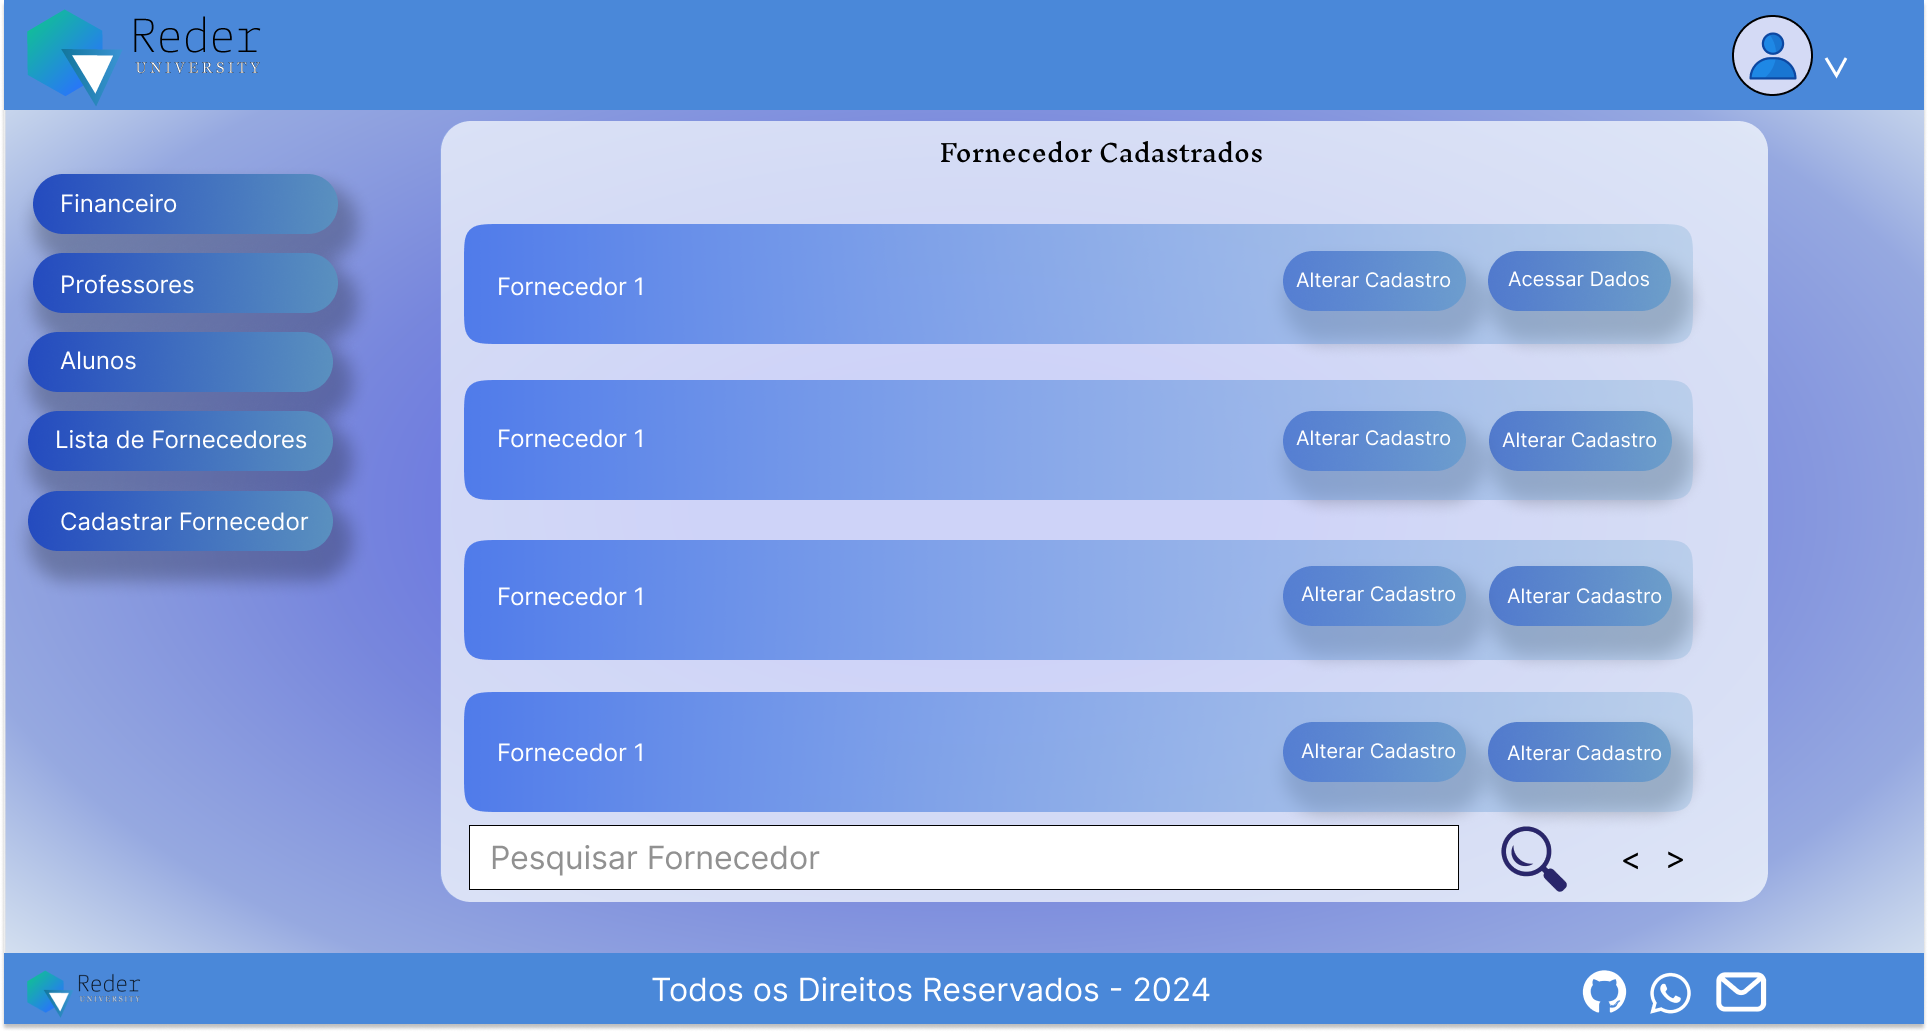 Reder
UNIVERSITY
V
Financeiro
Professores
Alunos
Lista de Fornecedores
Cadastrar Fornecedor
Fornecedor Cadastrados
Fornecedor 1
Alterar Cadastro
Acessar Dados
Fornecedor 1
Alterar Cadastro
Alterar Cadastro
Fornecedor 1
Alterar Cadastro
Alterar Cadastro
Fornecedor 1
Alterar Cadastro
Alterar Cadastro
Pesquisar Fornecedor
< >
Reder
UNIVERSITY
Todos os Direitos Reservados - 2024